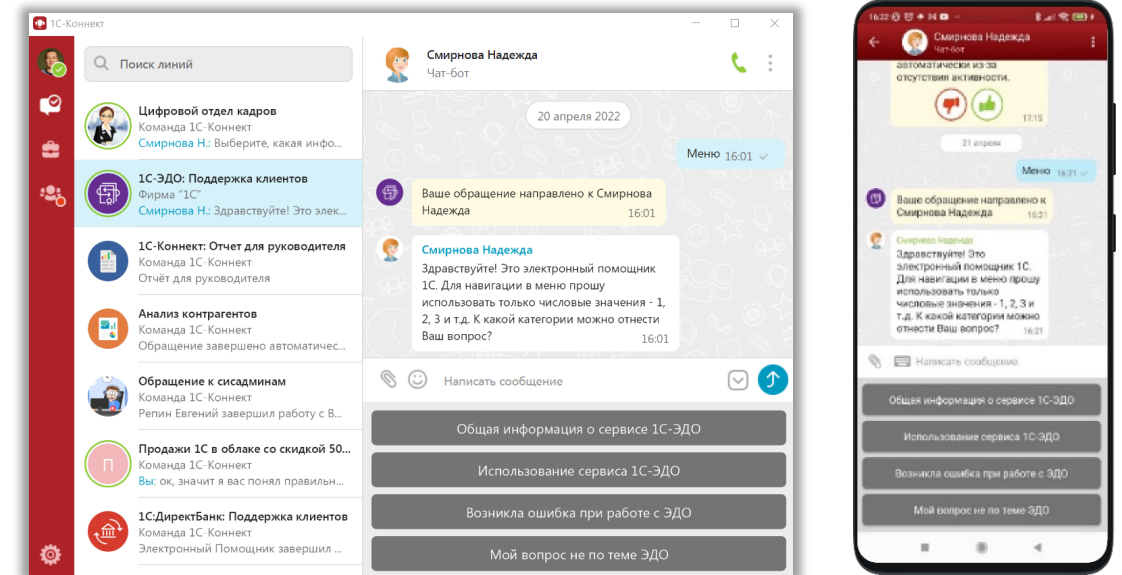 1С-Коннект
Поиск линий
Цифровой отдел кадров
Команда 1С-Коннект
Смирнова Н.: Выберите, какая инфо...
1С-ЭДО: Поддержка клиентов
Фирма "1С"
Смирнова Н.: Здравствуйте! Это элек...
1С-Коннект: Отчет для руководителя
Команда 1С-Коннект
Отчёт для руководителя
Анализ контрагентов
Команда 1С-Коннект
Обращение завершено автоматичес...
Обращение к сисадминам
Команда 1С-Коннект
Репин Евгений завершил работу с В...
П
Продажи 1С в облаке со скидкой 50...
Команда 1С-Коннект
Вы: ок, значит я вас понял правильн...
1С:ДиректБанк: Поддержка клиентов
Команда 1С-Коннект
Электронный Помощник завершил ...
Смирнова Надежда
Чат-бот
20 апреля 2022
Меню 16:01
Ваше обращение направлено к Смирнова
Надежда 16:01
Смирнова Надежда
Здравствуйте! Это электронный помощник
1С. Для навигации в меню прошу
использовать только числовые значения - 1,
2, 3 и т.д. К какой категории можно отнести
Ваш вопрос? 16:01
Написать сообщение
Общая информация о сервисе 1С-ЭДО
Использование сервиса 1С-ЭДО
Возникла ошибка при работе с ЭДО
Мой вопрос не по теме ЭДО
16:22
Смирнова Надежда
Чат-бот
автоматически из-за
отсутствия активности.
17:15
21 апреля
Меню 16:21
Ваше обращение направлено к
Смирнова Надежда 16:21
Смирнова Надежда
Здравствуйте! Это
электронный помощник 1С.
Для навигации в меню прошу
использовать только
числовые значения - 1, 2, 3 и
т.д. К какой категории можно
отнести Ваш вопрос? 16:21
Написать сообщение
Общая информация о сервисе 1С-ЭДО
Использование сервиса 1С-ЭДО
Возникла ошибка при работе с ЭДО
Мой вопрос не по теме ЭДО